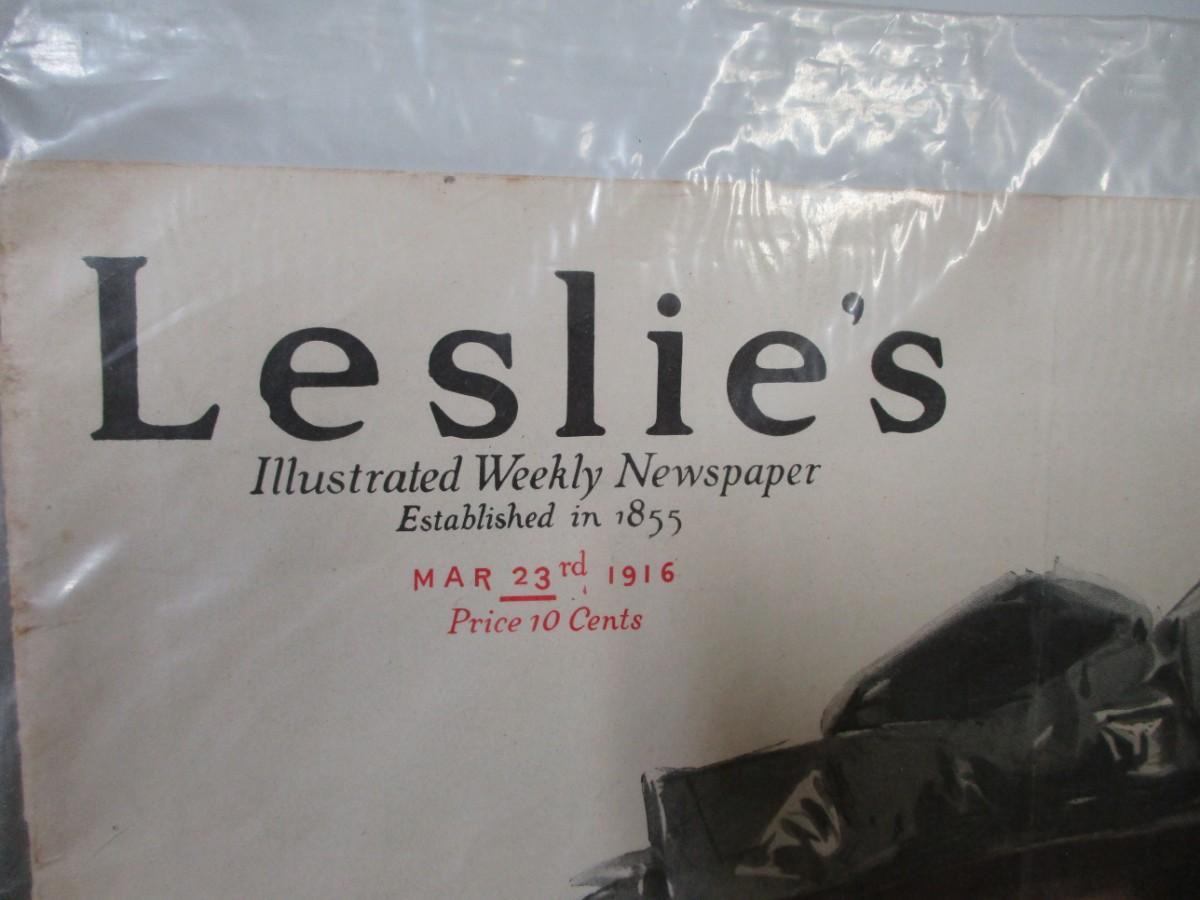 Leslie's
Illustrated Weekly Newspaper
Established in 1855
MAR 23rd 1916
Price 10 Cents